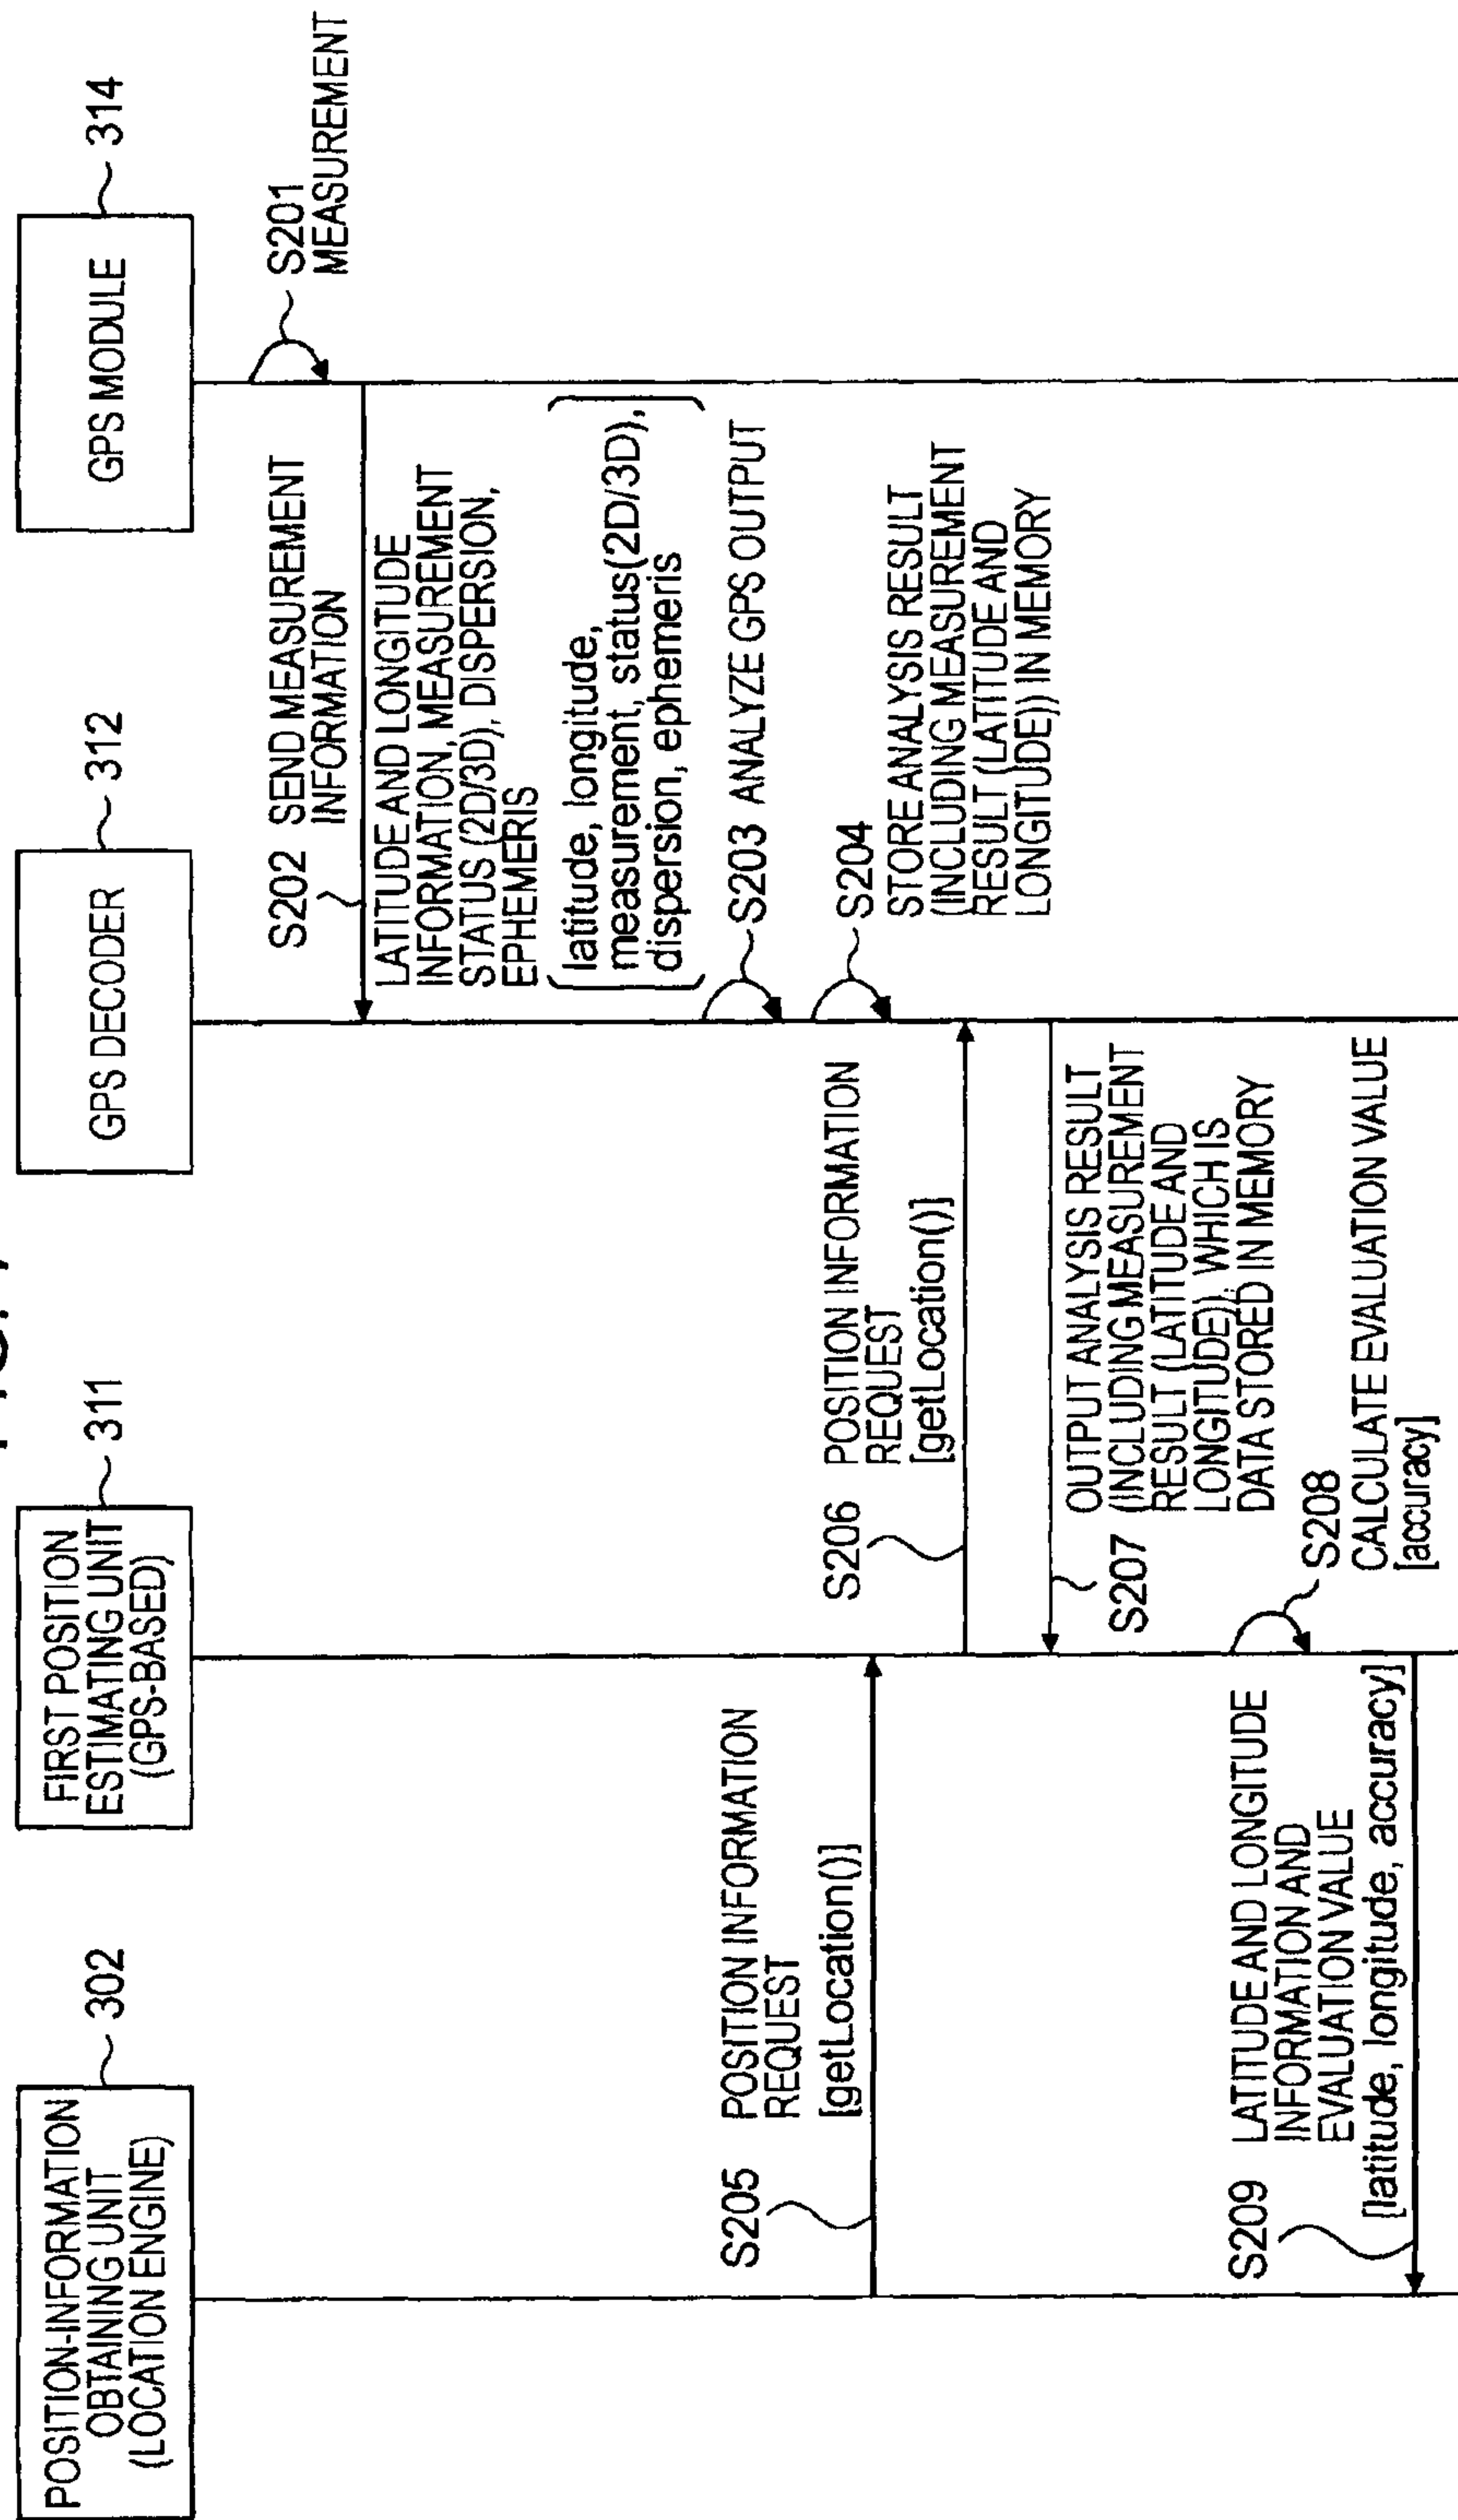 POSITION-INFORMATION
OBTAINING UNIT
(LOCATION ENGINE)
302
FIRST POSITION
ESTIMATING UNIT
(GPS-BASED)
311
GPS DECODER
312
GPS MODULE
314
S201
MEASUREMENT
S202 SEND MEASUREMENT
INFORMATION
LATITUDE AND LONGITUDE
INFORMATION, MEASUREMENT
STATUS (2D/3D), DISPERSION,
EPHEMERIS
latitude, longitude,
measurement, status(2D/3D),
dispersion, ephemeris
S203 ANALYZE GPS OUTPUT
S204
STORE ANALYSIS RESULT
(INCLUDING MEASUREMENT
RESULT (LATITUDE AND
LONGITUDE)) IN MEMORY
S205 POSITION INFORMATION
REQUEST
[getLocation()]
S206 POSITION INFORMATION
REQUEST
[getLocation()]
S207
OUTPUT ANALYSIS RESULT
(INCLUDING MEASUREMENT
RESULT (LATITUDE AND
LONGITUDE)), WHICH IS
DATA STORED IN MEMORY
S208
CALCULATE EVALUATION VALUE
[accuracy]
S209 LATITUDE AND LONGITUDE
INFORMATION AND
EVALUATION VALUE
[latitude, longitude, accuracy]